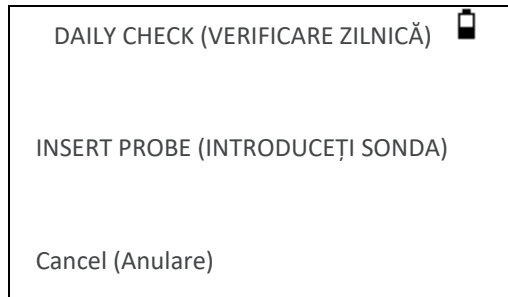 DAILY CHECK (VERIFICARE ZILNICĂ)
INSERT PROBE (INTRODUCEȚI SONDA)
Cancel (Anulare)